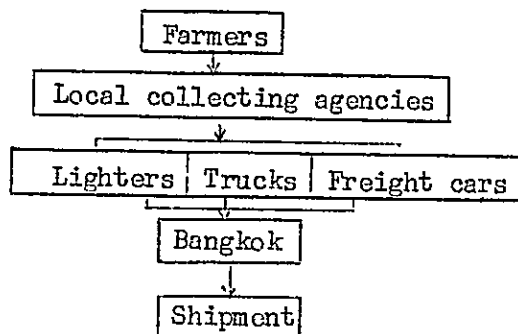 Farmers
Local collecting agencies
Lighters Trucks Freight cars
Bangkok
Shipment